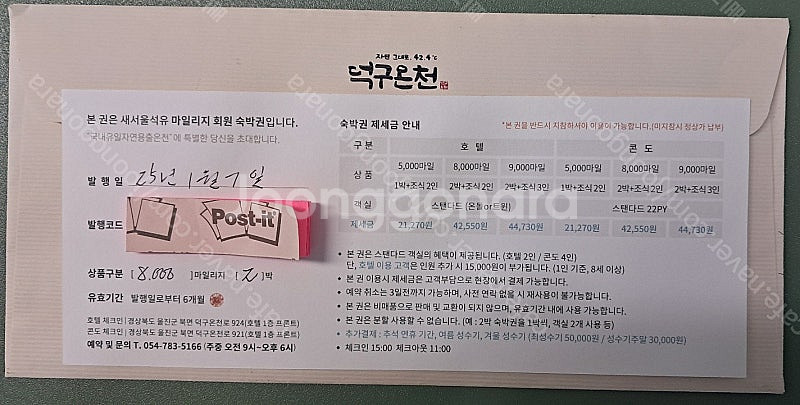 자연 그대로. 42.4℃
덕구온천
본 권은 새서울석유 마일리지 회원 숙박권입니다.
"국내유일자연용출온천"에 특별한 당신을 초대합니다.
발 행 일 25년 1월 7일
발행코드
Post-it
상품구분 [8,000]마일리지 [2]박
유효기간 발행일로부터 6개월
호텔 체크인 | 경상북도 울진군 북면 덕구온천로 924(호텔 1층 프론트)
콘도 체크인 | 경상북도 울진군 북면 덕구온천로 921(호텔 1층 프론트)
예약 및 문의 T. 054-783-5166 (주중 오전 9시~오후 6시)
숙박권 제세금 안내
*본 권을 반드시 지참하셔야 이용이 가능합니다.(미지참시 정상가 납부)
구분 호텔 콘도
상품 5,000마일 8,000마일 9,000마일 5,000마일 8,000마일 9,000마일
1박+조식2인 2박+조식2인 2박+조식3인 1박+조식2인 2박+조식2인 2박+조식3인
객실 스탠다드 (온돌or트윈) 스탠다드 22PY
제세금 21,270원 42,550원 44,730원 21,270원 42,550원 44,730원
• 본 권은 스탠다드 객실의 혜택이 제공됩니다. (호텔 2인 / 콘도 4인)
단, 호텔 이용 고객은 인원 추가 시 15,000원이 부가됩니다. (1인 기준, 8세 이상)
• 본 권 이용시 제세금은 고객부담으로 현장에서 결제 가능합니다.
• 예약 취소는 3일전까지 가능하며, 사전 연락 없을 시 재사용이 불가능합니다.
• 본 권은 비매품으로 판매 및 교환이 되지 않으며, 유효기간 내에 사용 가능합니다.
• 본 권은 분할 사용할 수 없습니다. (예 : 2박 숙박권을 1박씩, 객실 2개 사용 등)
• 추가결제 : 추석 연휴 기간, 여름 성수기, 겨울 성수기 (최성수기 50,000원 / 성수기주말 30,000원)
• 체크인 15:00 체크아웃 11:00
joonggonara
cafe.naver.com/joonggonara